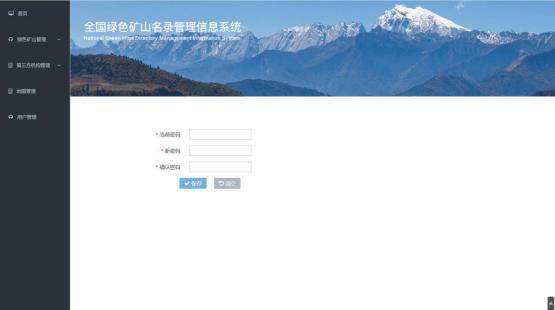 首页
绿色矿山管理
第三方机构管理
地图管理
用户管理
全国绿色矿山名录管理信息系统
National Green Mine Directory Management Information System
* 当前密码
* 新密码
* 确认密码
保存
清空